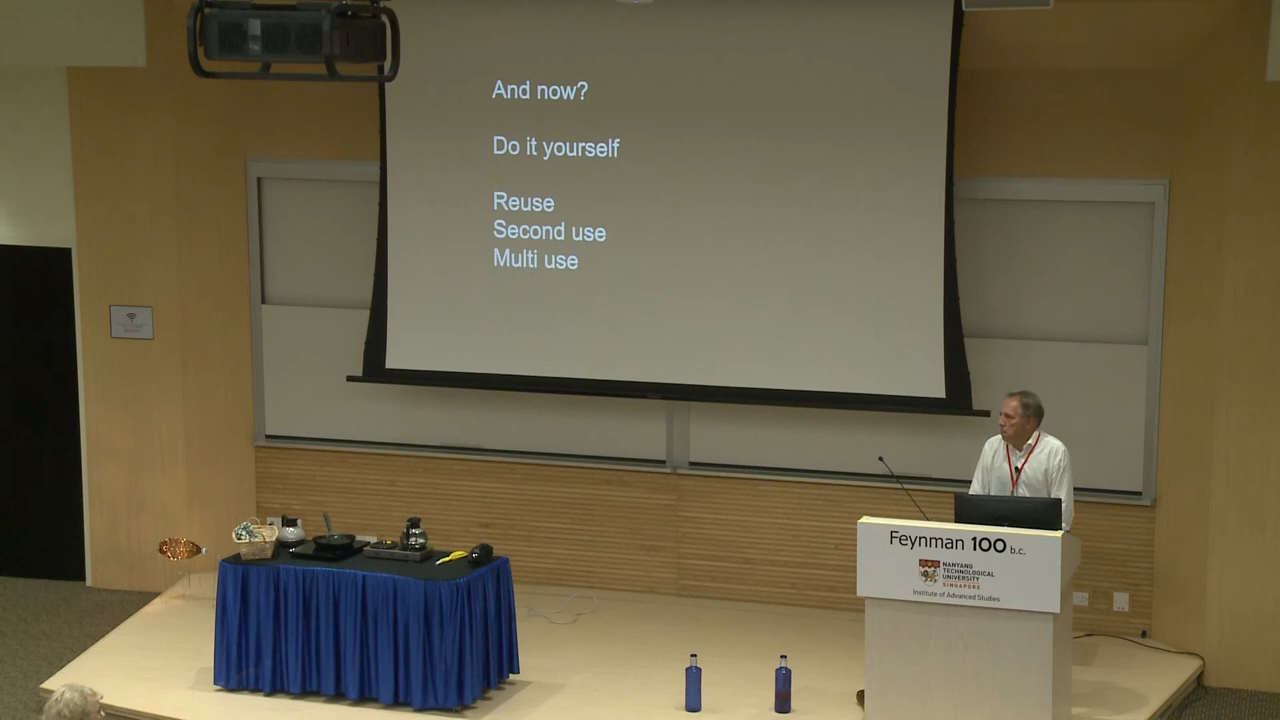 And now?
Do it yourself
Reuse
Second use
Multi use
Feynman 100 b.c.
NANYANG
TECHNOLOGICAL
UNIVERSITY
SINGAPORE
Institute of Advanced Studies